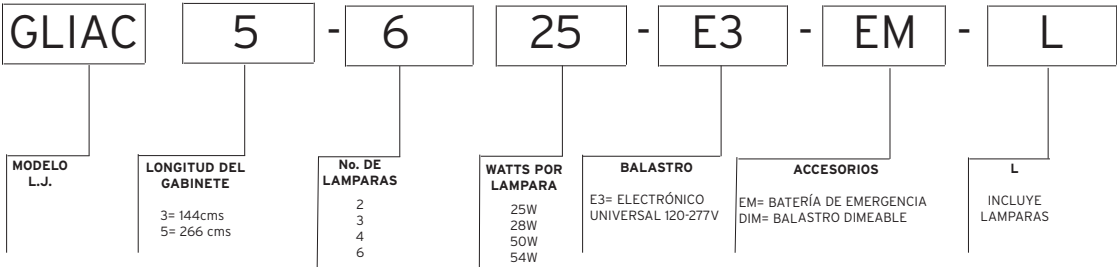 GLIAC 5 - 6 25 - E3 - EM - L
MODELO
L.J.
LONGITUD DEL
GABINETE
3= 144cms
5= 266 cms
No. DE
LAMPARAS
2
3
4
6
WATTS POR
LAMPARA
25W
28W
50W
54W
BALASTRO
E3= ELECTRÓNICO
UNIVERSAL 120-277V
ACCESORIOS
EM= BATERÍA DE EMERGENCIA
DIM= BALASTRO DIMEABLE
L
INCLUYE
LAMPARAS